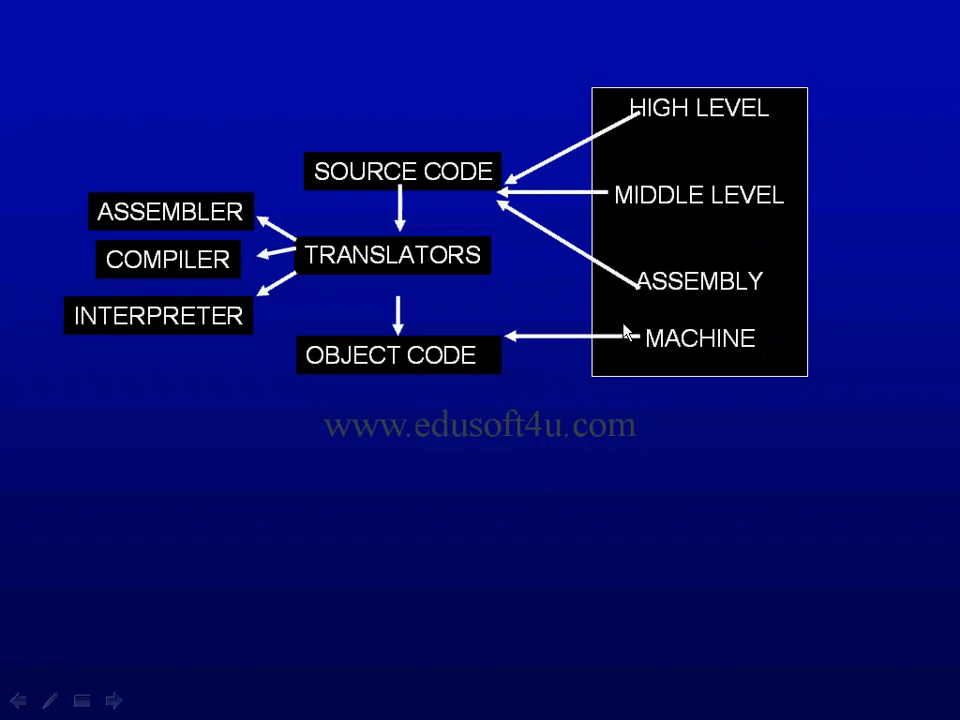 HIGH LEVEL
SOURCE CODE
MIDDLE LEVEL
ASSEMBLER
TRANSLATORS
COMPILER
ASSEMBLY
INTERPRETER
MACHINE
OBJECT CODE
www.edusoft4u.com